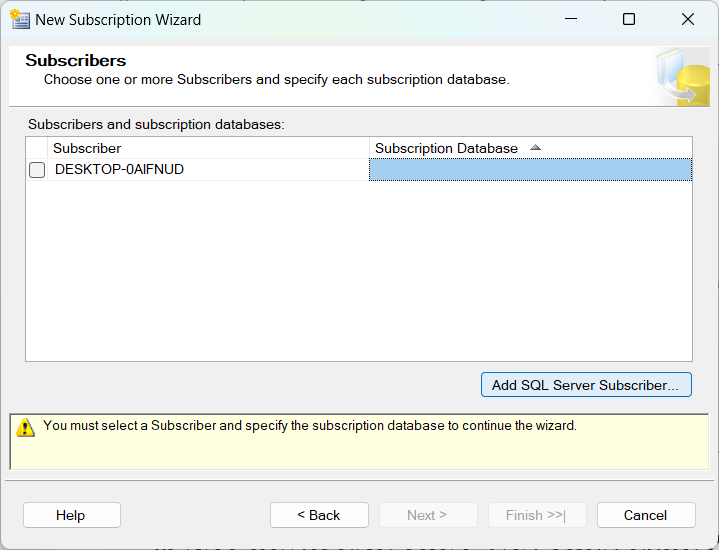 New Subscription Wizard
Subscribers
Choose one or more Subscribers and specify each subscription database.
Subscribers and subscription databases:
Subscriber Subscription Database
DESKTOP-0AIFNUD
Add SQL Server Subscriber...
You must select a Subscriber and specify the subscription database to continue the wizard.
Help < Back Next > Finish >>| Cancel